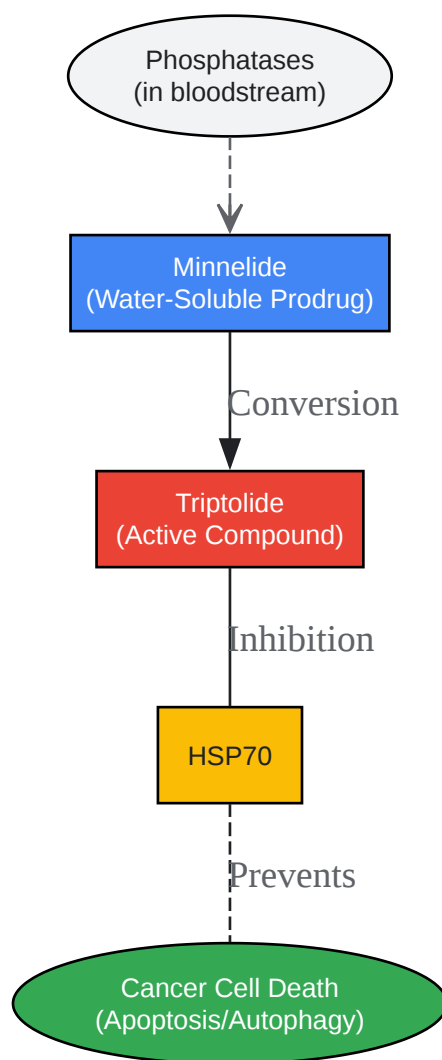 Phosphatases
(in bloodstream)
Minnelide
(Water-Soluble Prodrug)
Conversion
Triptolide
(Active Compound)
Inhibition
HSP70
Prevents
Cancer Cell Death
(Apoptosis/Autophagy)